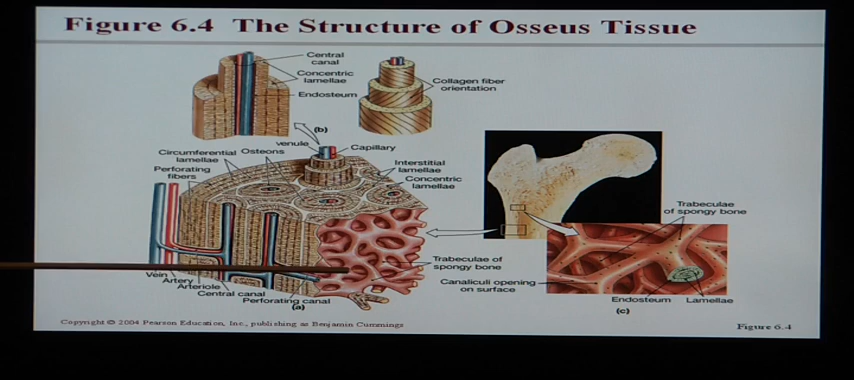 Figure 6.4 The Structure of Osseus Tissue
Central
canal
Concentric
lamellae
Endosteum
Collagen fiber
orientation
(b)
venule
Capillary
Circumferential
lamellae
Osteons
Perforating
fibers
Interstitial
lamellae
Concentric
lamellae
Trabeculae
of spongy bone
Trabeculae of
spongy bone
Canaliculi opening
on surface
Vein
Artery
Arteriole
Central canal
Perforating canal
(a)
Endosteum
Lamellae
(c)
Copyright © 2004 Pearson Education, Inc., publishing as Benjamin Cummings
Figure 6.4